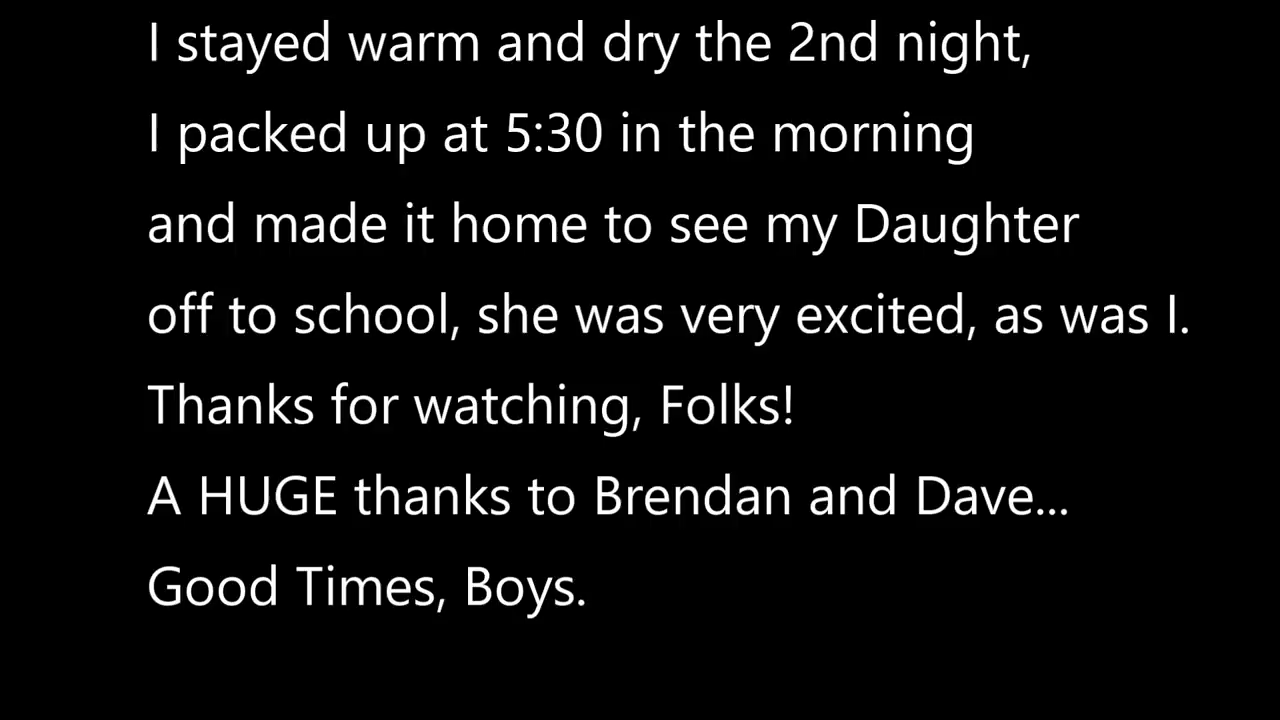 I stayed warm and dry the 2nd night,
I packed up at 5:30 in the morning
and made it home to see my Daughter
off to school, she was very excited, as was I.
Thanks for watching, Folks!
A HUGE thanks to Brendan and Dave...
Good Times, Boys.